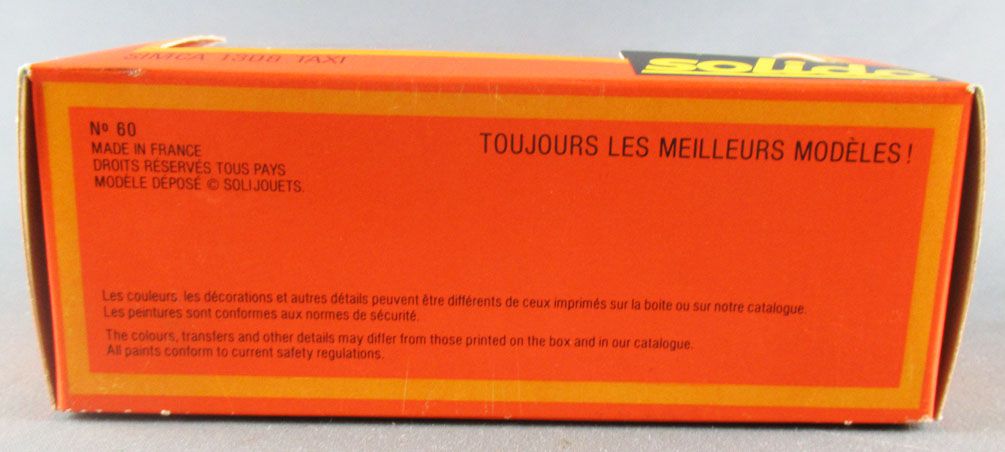 SIMCA 1308 TAXI
solido
Nº 60
MADE IN FRANCE
DROITS RÉSERVÉS TOUS PAYS
MODÈLE DÉPOSÉ © SOLIJOUETS.
TOUJOURS LES MEILLEURS MODÈLES !
Les couleurs, les décorations et autres détails peuvent être différents de ceux imprimés sur la boite ou sur notre catalogue.
Les peintures sont conformes aux normes de sécurité.
The colours, transfers and other details may differ from those printed on the box and in our catalogue.
All paints conform to current safety regulations.